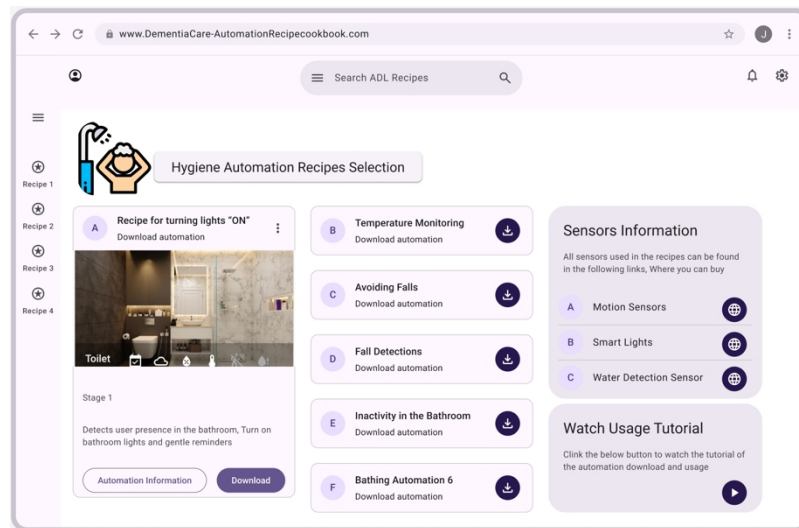 www.DementiaCare-AutomationRecipecookbook.com
J
Search ADL Recipes
Recipe 1
Recipe 2
Recipe 3
Recipe 4
Hygiene Automation Recipes Selection
A
Recipe for turning lights “ON”
Download automation
Toilet
Stage 1
Detects user presence in the bathroom, Turn on
bathroom lights and gentle reminders
Automation Information
Download
B
Temperature Monitoring
Download automation
C
Avoiding Falls
Download automation
D
Fall Detections
Download automation
E
Inactivity in the Bathroom
Download automation
F
Bathing Automation 6
Download automation
Sensors Information
All sensors used in the recipes can be found
in the following links, Where you can buy
A Motion Sensors
B Smart Lights
C Water Detection Sensor
Watch Usage Tutorial
Clink the below button to watch the tutorial of
the automation download and usage